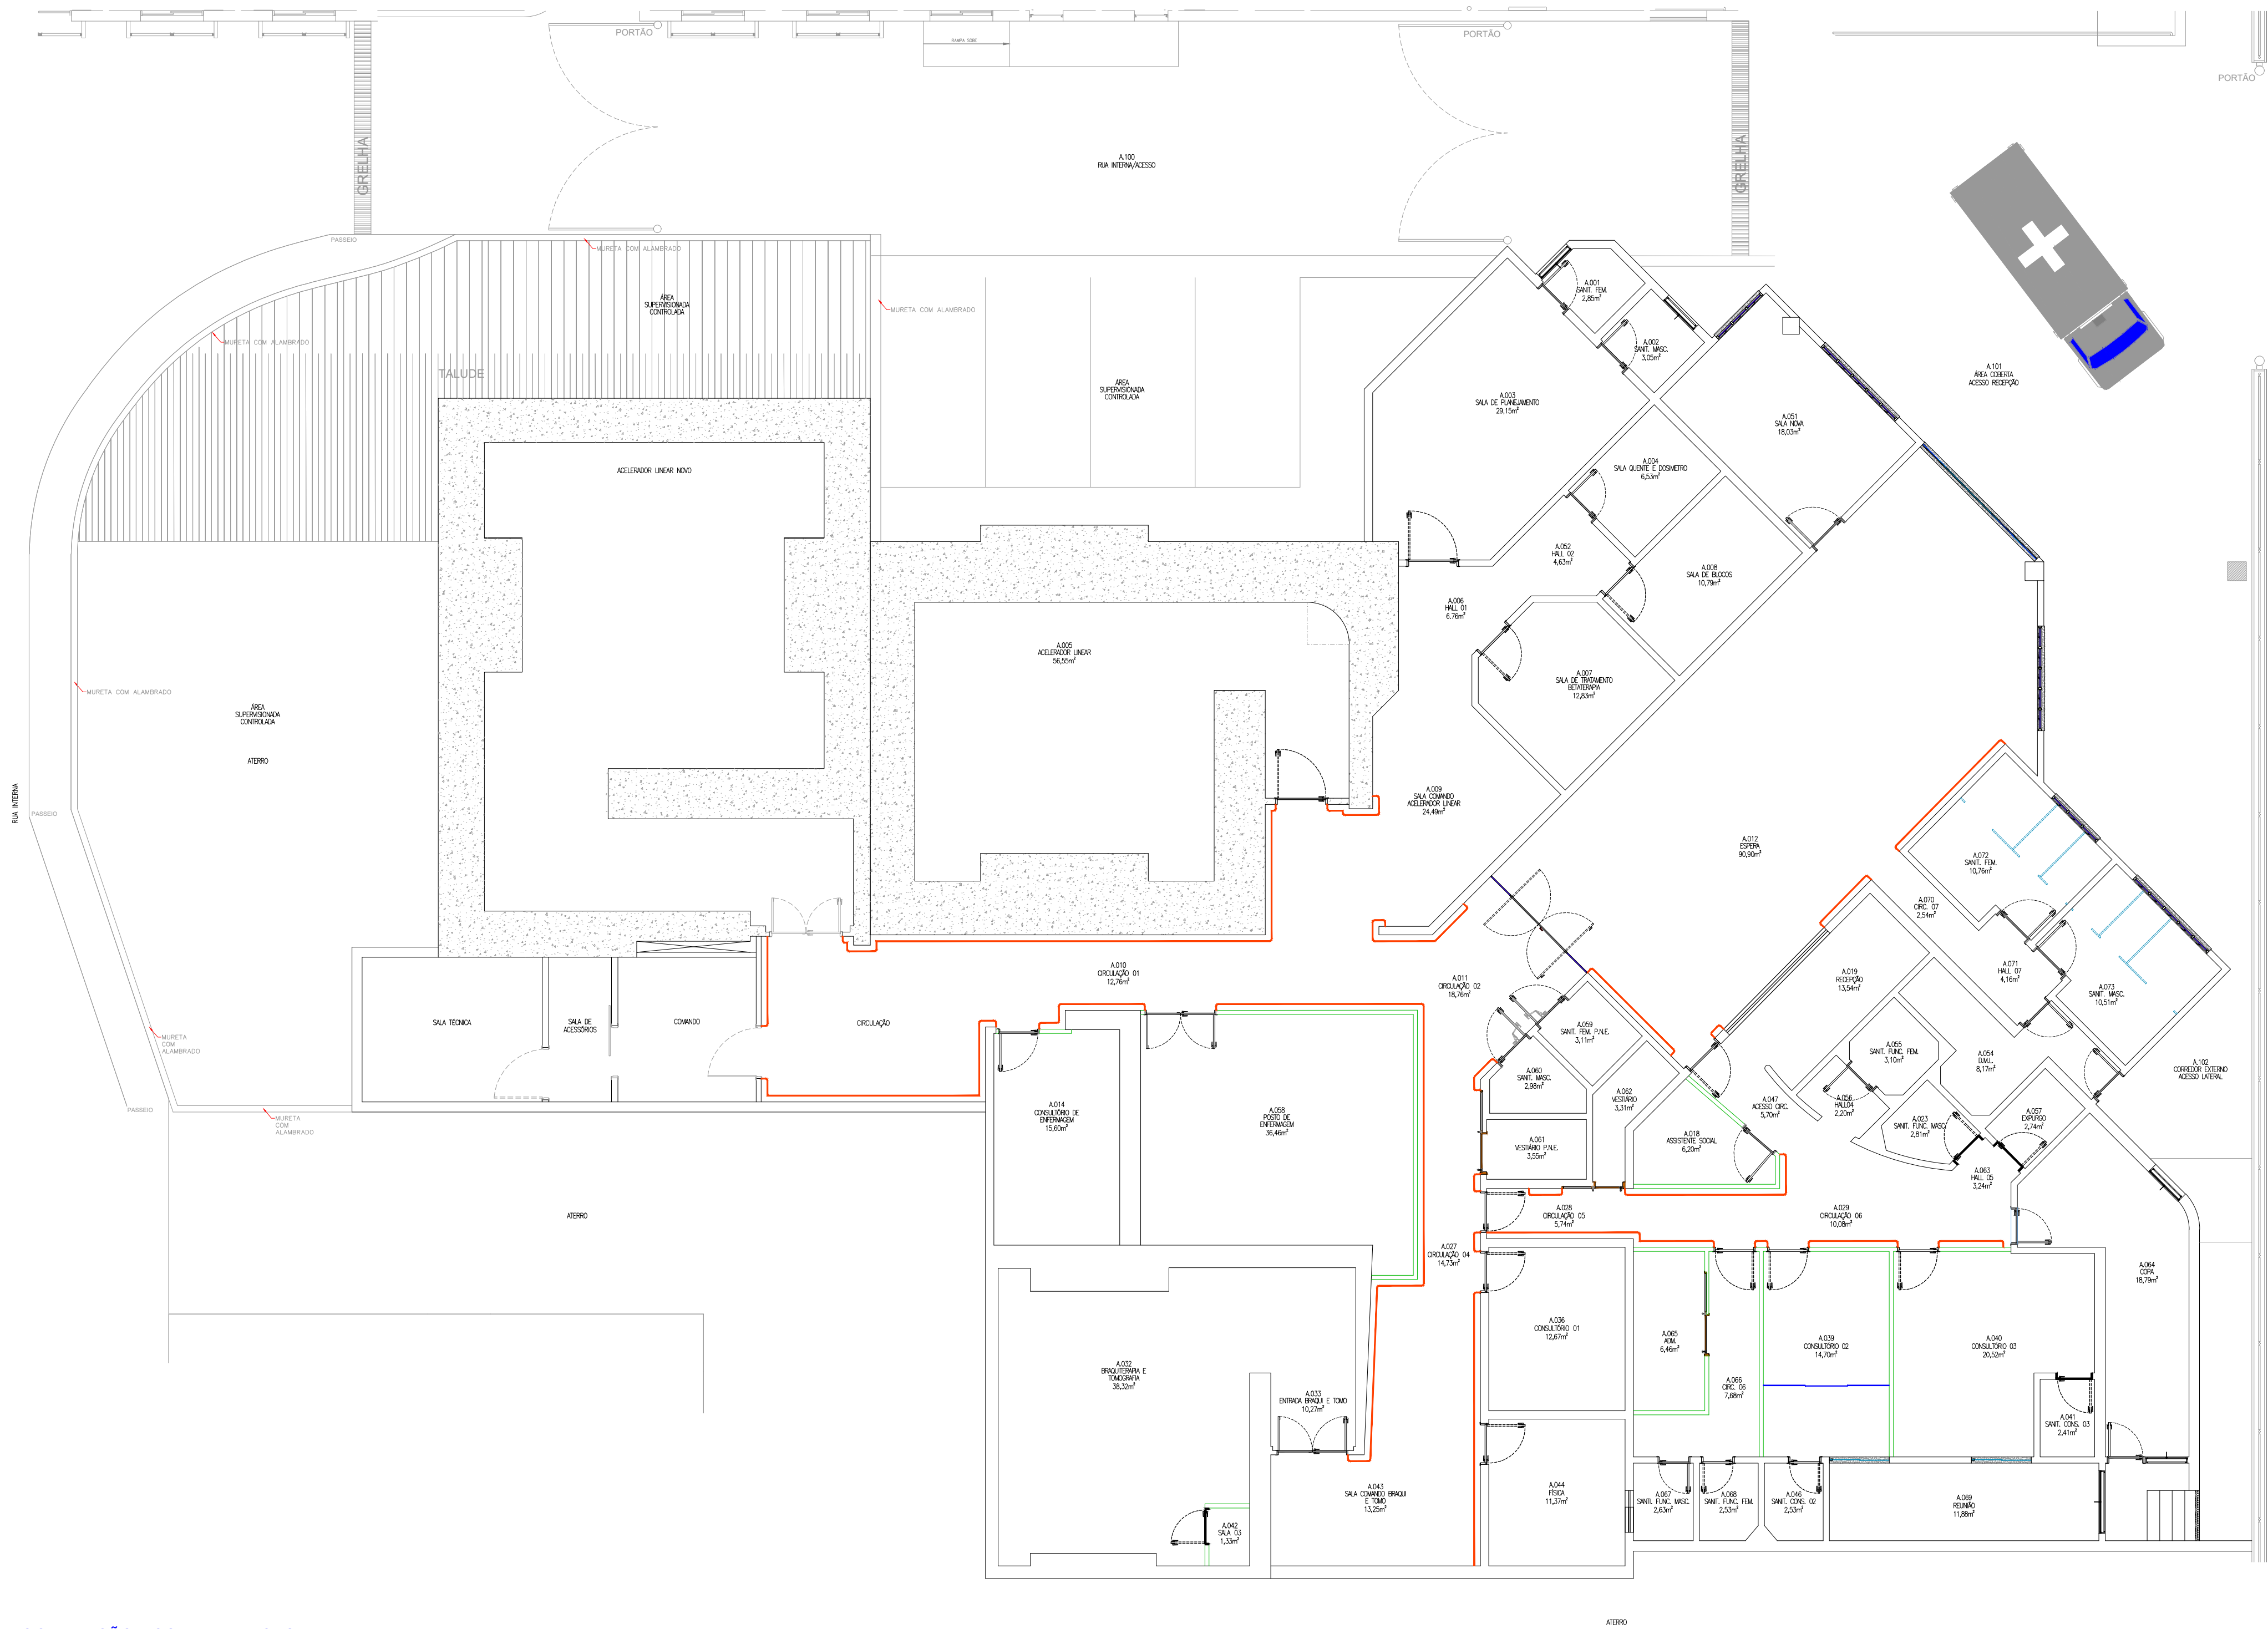 PORTÃO
PORTÃO
PORTÃO
RAMPA SOBE
GRELHA
GRELHA
A.100
RUA INTERNA/ACESSO
PASSEIO
MURETA COM ALAMBRADO
MURETA COM ALAMBRADO
MURETA COM ALAMBRADO
ÁREA
SUPERVISIONADA
CONTROLADA
TALUDE
ÁREA
SUPERVISIONADA
CONTROLADA
A.001
SANIT. FEM.
2,85m²
A.002
SANIT. MASC.
3,05m²
A.003
SALA DE PLANEJAMENTO
29,15m²
A.051
SALA NOVA
18,03m²
A.101
ÁREA COBERTA
ACESSO RECEPÇÃO
ACELERADOR LINEAR NOVO
A.004
SALA QUENTE E DOSIMETRO
6,53m²
A.052
HALL 02
4,63m²
A.008
SALA DE BLOCOS
10,79m²
A.006
HALL 01
6.76m²
A.005
ACELERADOR LINEAR
56,55m²
A.007
SALA DE TRATAMENTO
BETATERAPIA
12,83m²
MURETA COM ALAMBRADO
ÁREA
SUPERVISIONADA
CONTROLADA
ATERRO
RUA INTERNA
PASSEIO
A.009
SALA COMANDO
ACELERADOR LINEAR
24,49m²
A.012
ESPERA
90,90m²
A.072
SANIT. FEM.
10,76m²
A.070
CIRC. 07
2,54m²
A.071
HALL 07
4,16m²
A.073
SANIT. MASC.
10,51m²
A.010
CIRCULAÇÃO 01
12,76m²
A.011
CIRCULAÇÃO 02
18,76m²
A.019
RECEPÇÃO
13,54m²
SALA TÉCNICA
SALA DE
ACESSÓRIOS
COMANDO
CIRCULAÇÃO
MURETA
COM
ALAMBRADO
A.059
SANIT. FEM. P.N.E.
3,11m²
A.055
SANIT. FUNC. FEM.
3,10m²
A.054
D.M.L.
8,17m²
A.102
CORREDOR EXTERNO
ACESSO LATERAL
A.060
SANIT. MASC.
2,98m²
A.062
VESTIÁRIO
3,31m²
A.047
ACESSO CIRC.
5,70m²
A.056
HALL04
2,20m²
A.023
SANIT. FUNC. MASC.
2,81m²
A.057
EXPURGO
2,74m²
PASSEIO
MURETA
COM
ALAMBRADO
A.014
CONSULTÓRIO DE
ENFERMAGEM
15,60m²
A.058
POSTO DE
ENFERMAGEM
36,46m²
A.061
VESTIÁRIO P.N.E.
3,55m²
A.018
ASSISTENTE SOCIAL
6,20m²
A.063
HALL 05
3,24m²
ATERRO
A.028
CIRCULAÇÃO 05
5,74m²
A.029
CIRCULAÇÃO 06
10,08m²
A.027
CIRCULAÇÃO 04
14,73m²
A.064
COPA
18,79m²
A.036
CONSULTÓRIO 01
12,67m²
A.065
ADM.
6,46m²
A.039
CONSULTÓRIO 02
14,70m²
A.040
CONSULTÓRIO 03
20,52m²
A.032
BRAQUITERAPIA E
TOMOGRAFIA
38,32m²
A.066
CIRC. 06
7,68m²
A.033
ENTRADA BRAQUI E TOMO
10,27m²
A.041
SANIT. CONS. 03
2,41m²
A.043
SALA COMANDO BRAQUI
E TOMO
13,25m²
A.044
FÍSICA
11,37m²
A.067
SANTI. FUNC. MASC.
2,63m²
A.068
SANIT. FUNC. FEM.
2,53m²
A.046
SANIT. CONS. 02
2,53m²
A.069
REUNIÃO
11,88m²
A.042
SALA 03
1,33m²
ATERRO